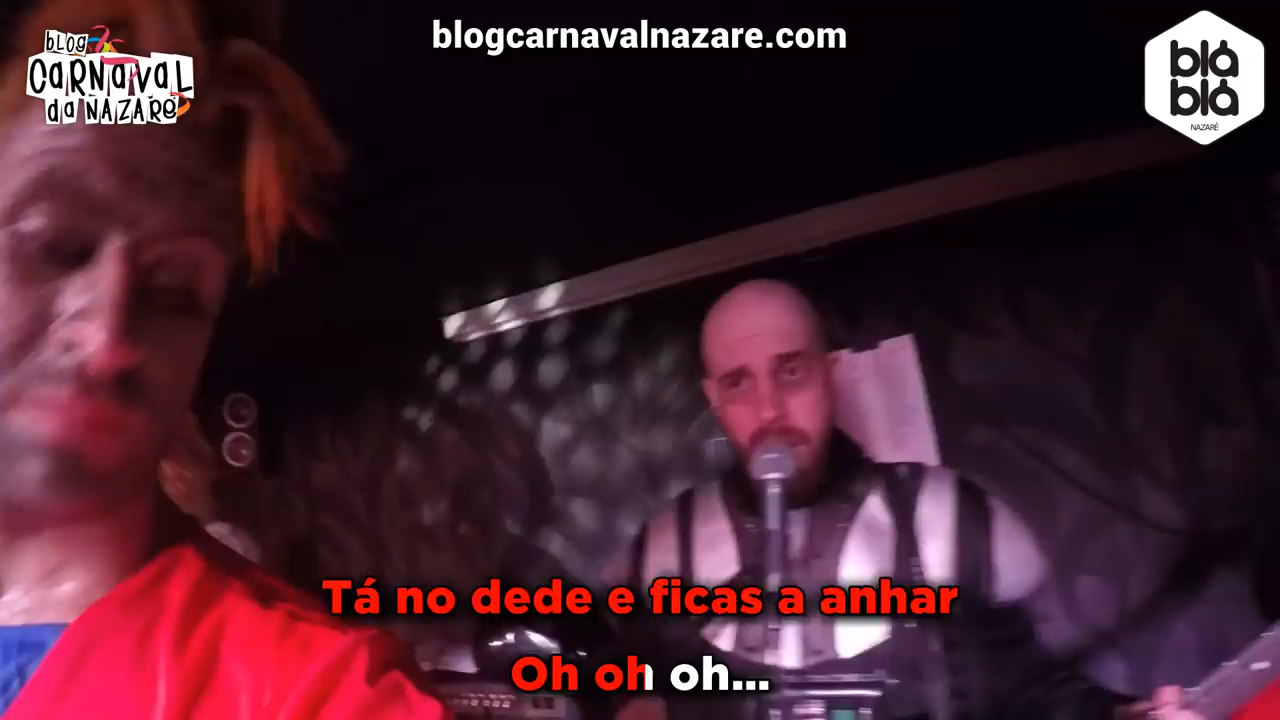 blogcarnavalnazare.com
BLOG
CARNAVAL
da NAZARÉ
blá
blá
NAZARÉ
Tá no dede e ficas a anhar
Oh oh oh...